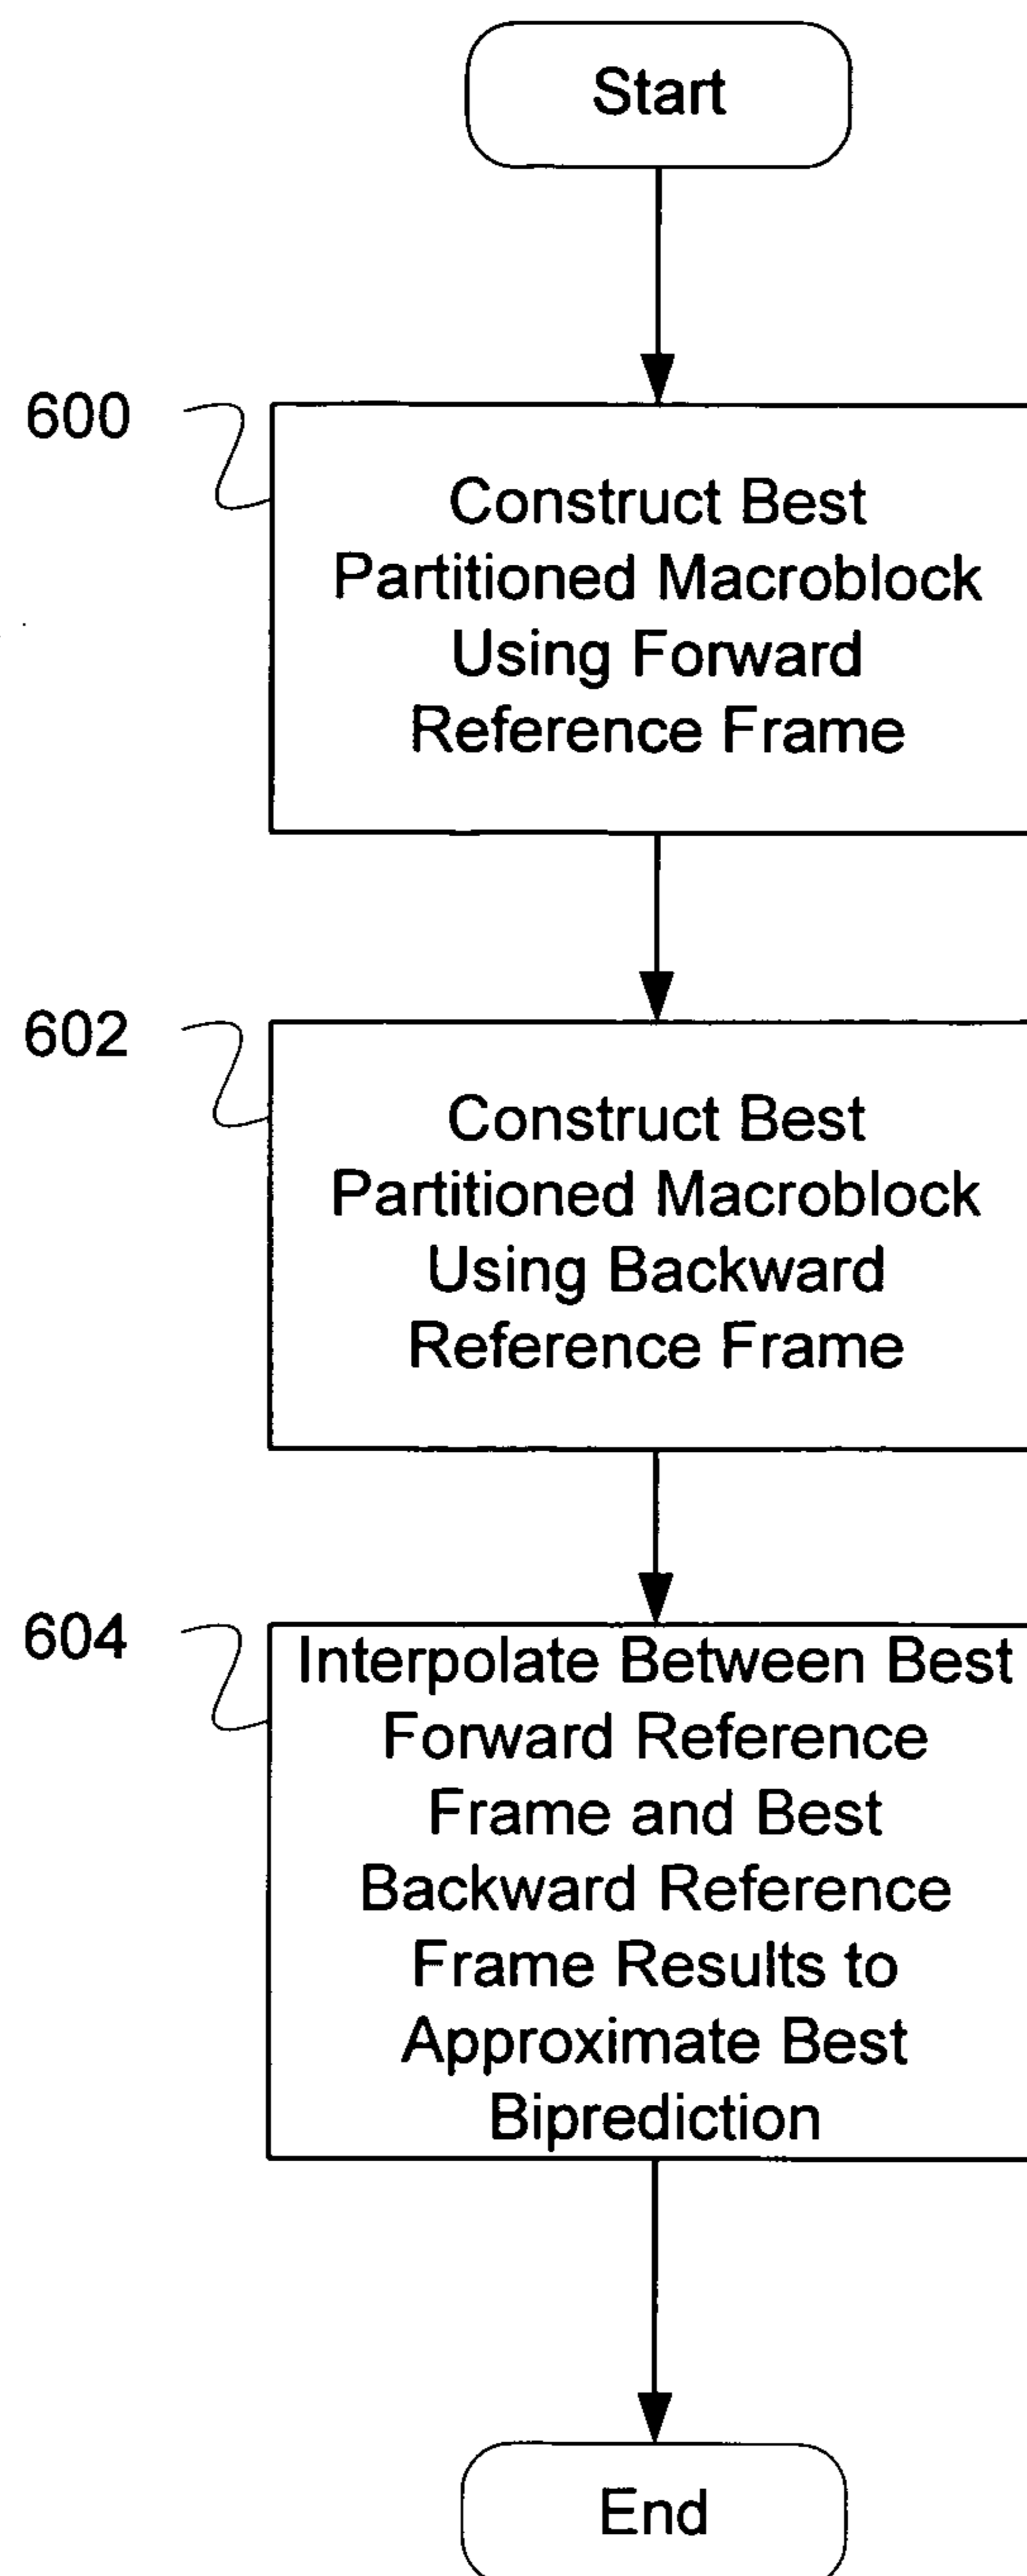 Start
600
Construct Best
Partitioned Macroblock
Using Forward
Reference Frame
602
Construct Best
Partitioned Macroblock
Using Backward
Reference Frame
604
Interpolate Between Best
Forward Reference
Frame and Best
Backward Reference
Frame Results to
Approximate Best
Biprediction
End